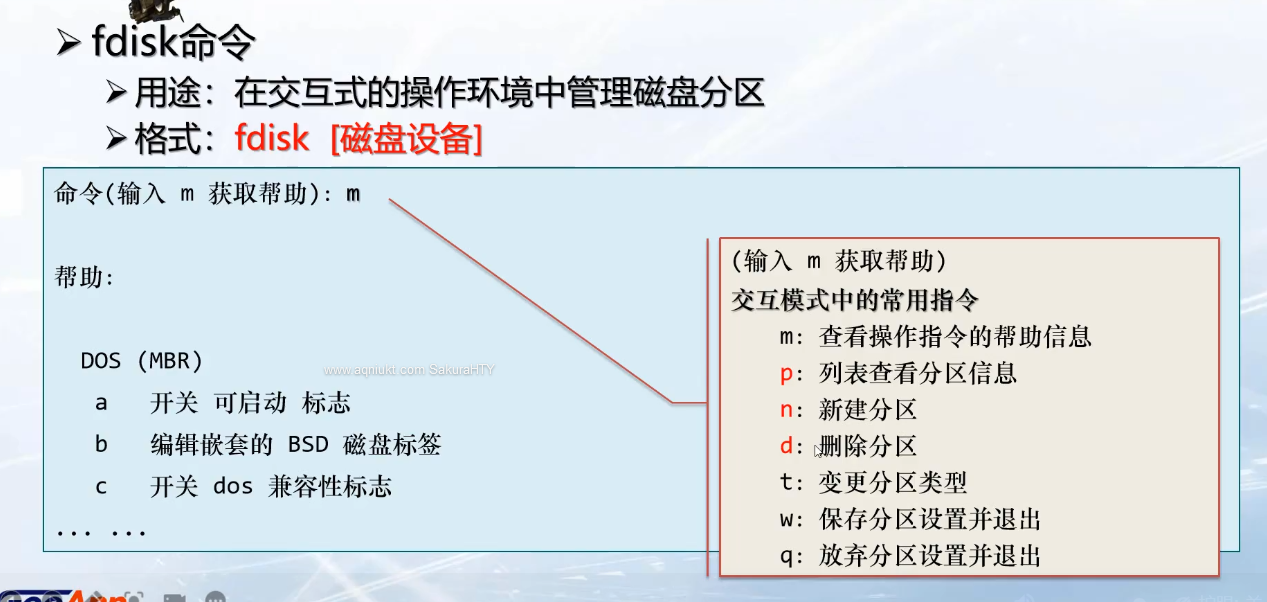 fdisk命令
用途：在交互式的操作环境中管理磁盘分区
格式：fdisk [磁盘设备]
命令(输入 m 获取帮助)：m
帮助：
DOS (MBR)
a 开关 可启动 标志
b 编辑嵌套的 BSD 磁盘标签
c 开关 dos 兼容性标志
... ...
www.aqniukt.com SakuraHTY
(输入 m 获取帮助)
交互模式中的常用指令
m: 查看操作指令的帮助信息
p: 列表查看分区信息
n: 新建分区
d: 删除分区
t: 变更分区类型
w: 保存分区设置并退出
q: 放弃分区设置并退出